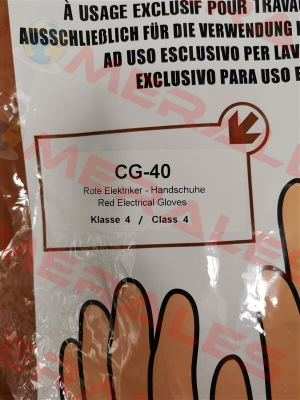 À USAGE EXCLUSIF POUR TRAVA
AUSSCHLIEßLICH FÜR DIE VERWENDUNG
AD USO ESCLUSIVO PER LAV
EXCLUSIVO PARA USO E
CG-40
Rote Elektriker - Handschuhe
Red Electrical Gloves
Klasse 4 / Class 4
MERALES